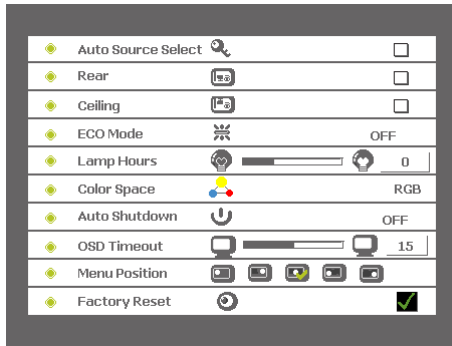 Auto Source Select
Rear
Ceiling
ECO Mode OFF
Lamp Hours 0
Color Space RGB
Auto Shutdown OFF
OSD Timeout 15
Menu Position
Factory Reset